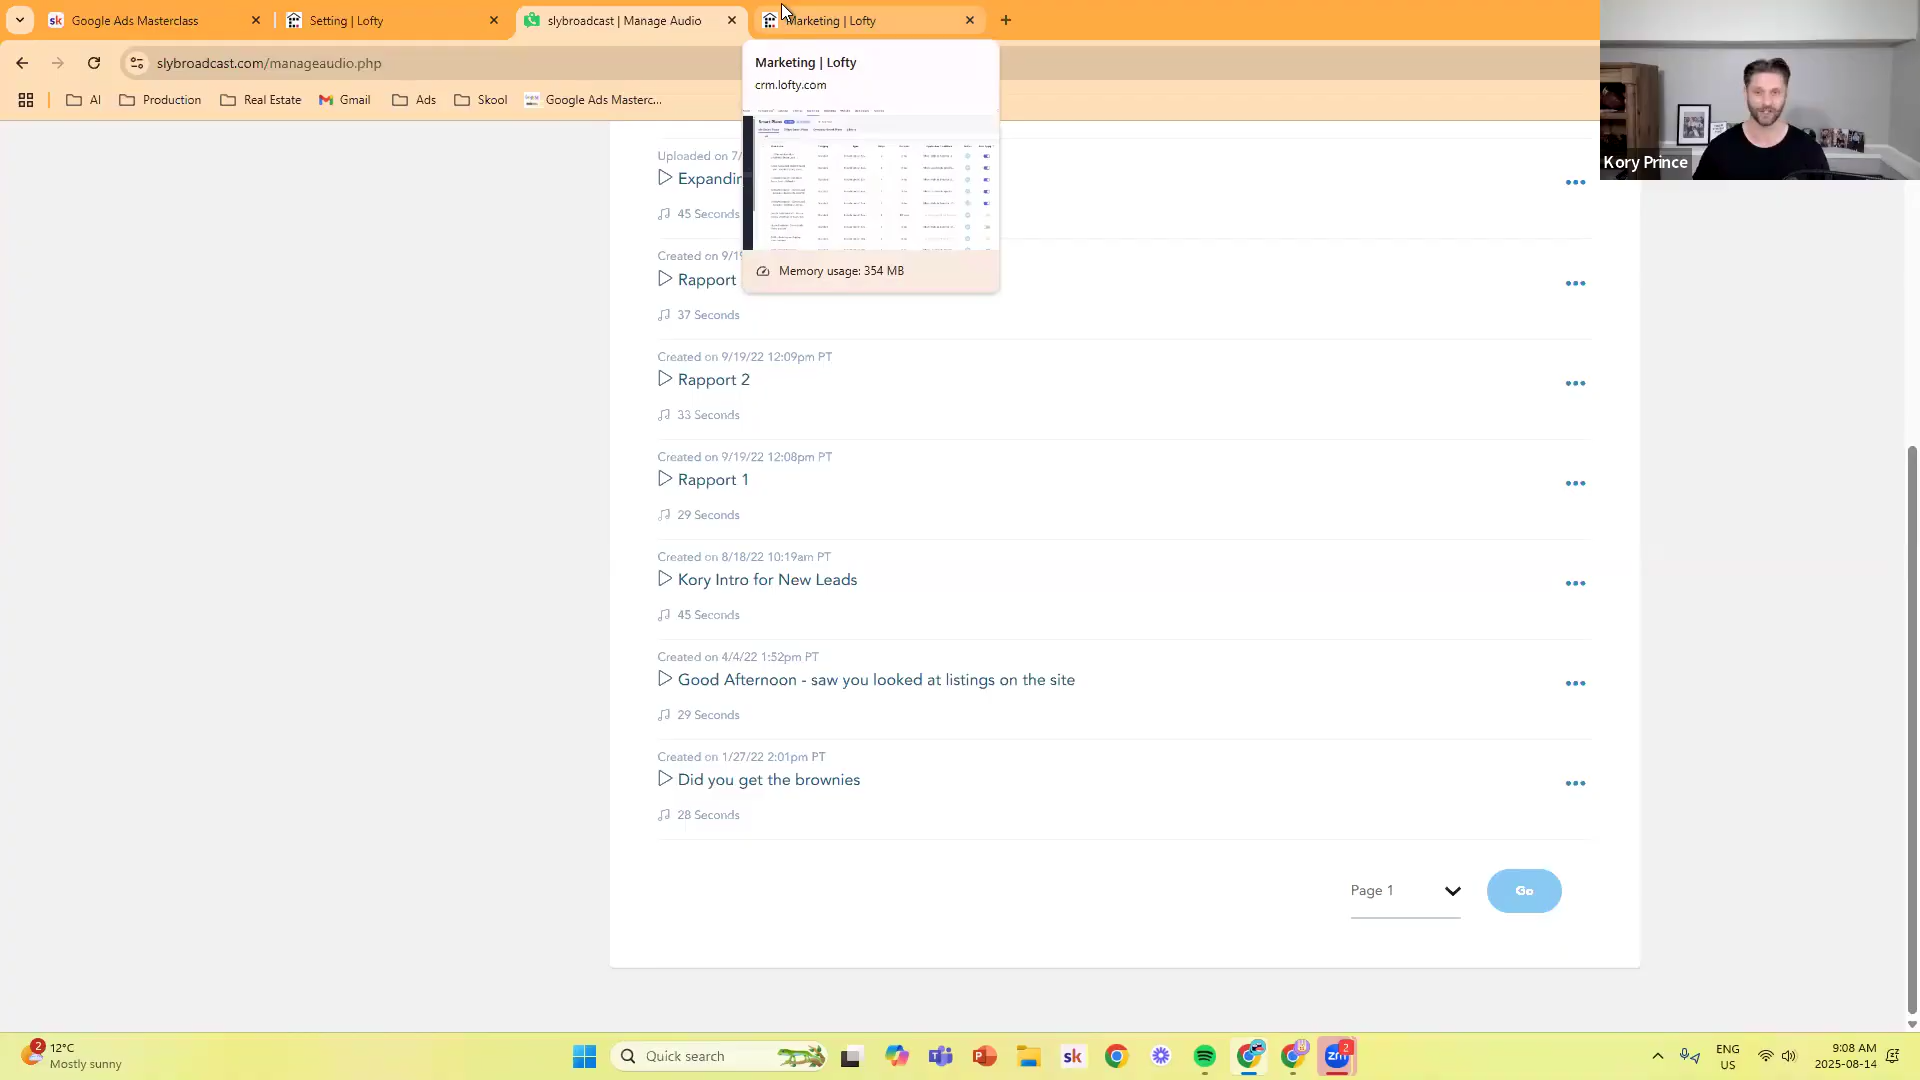 Google Ads Masterclass
Setting | Lofty
slybroadcast | Manage Audio
Marketing | Lofty
slybroadcast.com/manageaudio.php
AI
Production
Real Estate
Gmail
Ads
Skool
Google Ads Masterc...
Marketing | Lofty
crm.lofty.com
Memory usage: 354 MB
Kory Prince
Uploaded on 7/
Expandin
45 Seconds
Created on 9/19
Rapport
37 Seconds
Created on 9/19/22 12:09pm PT
Rapport 2
33 Seconds
Created on 9/19/22 12:08pm PT
Rapport 1
29 Seconds
Created on 8/18/22 10:19am PT
Kory Intro for New Leads
45 Seconds
Created on 4/4/22 1:52pm PT
Good Afternoon - saw you looked at listings on the site
29 Seconds
Created on 1/27/22 2:01pm PT
Did you get the brownies
28 Seconds
Page 1
Go
2
12°C
Mostly sunny
Quick search
sk
zm
2
ENG
US
9:08 AM
2025-08-14